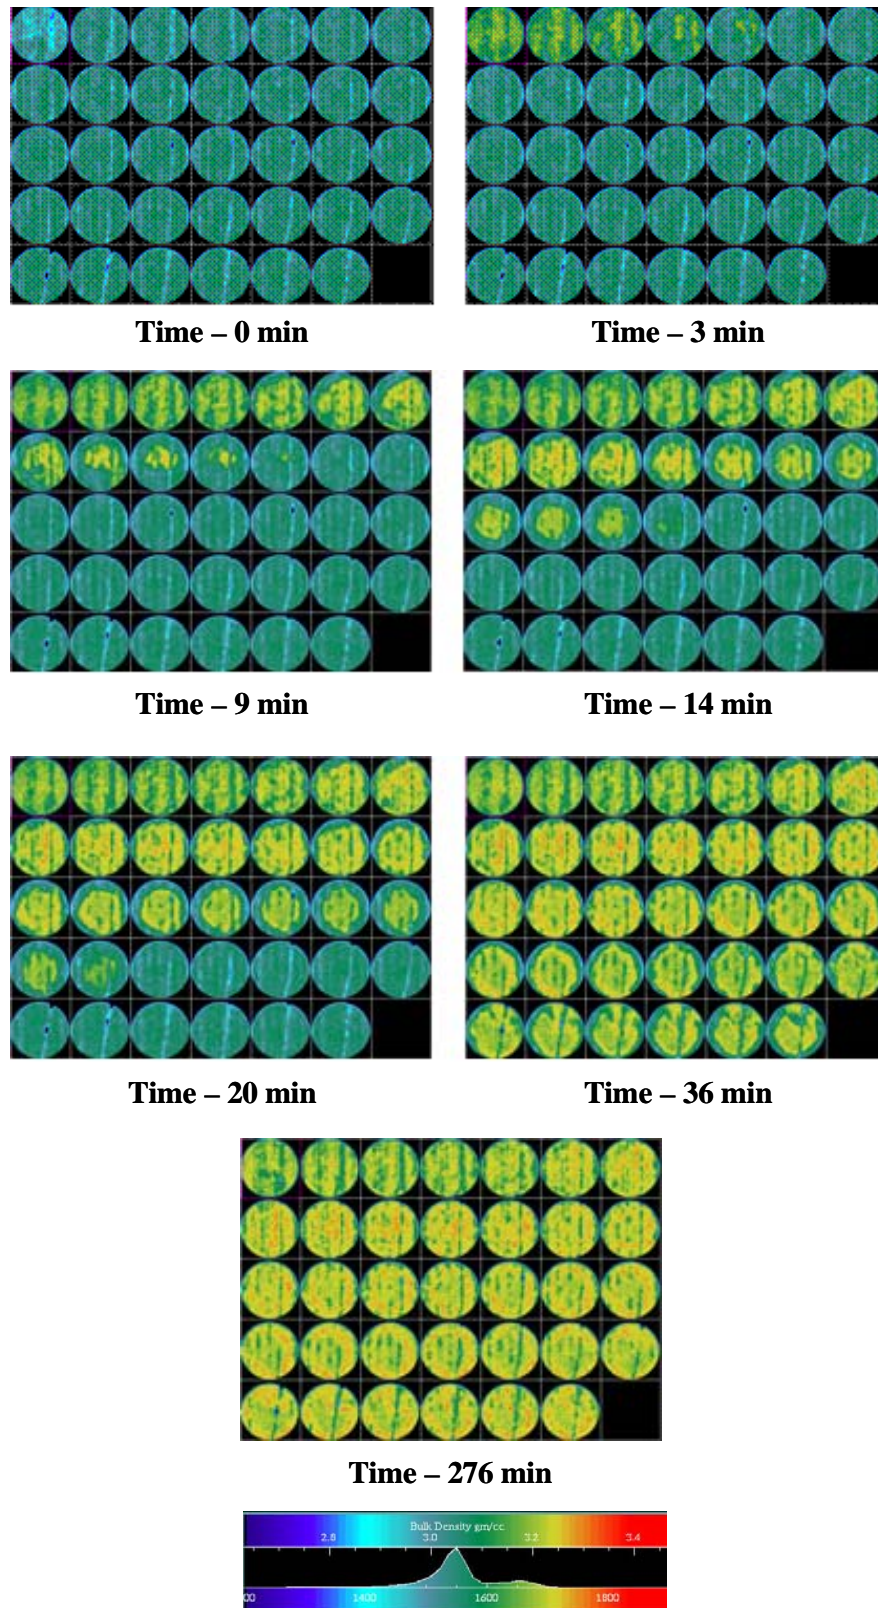 Time – 0 min
Time – 3 min
Time – 9 min
Time – 14 min
Time – 20 min
Time – 36 min
Time – 276 min
Bulk Density gm/cc
2.8 3.0 3.2 3.4
00 1400 1600 1800